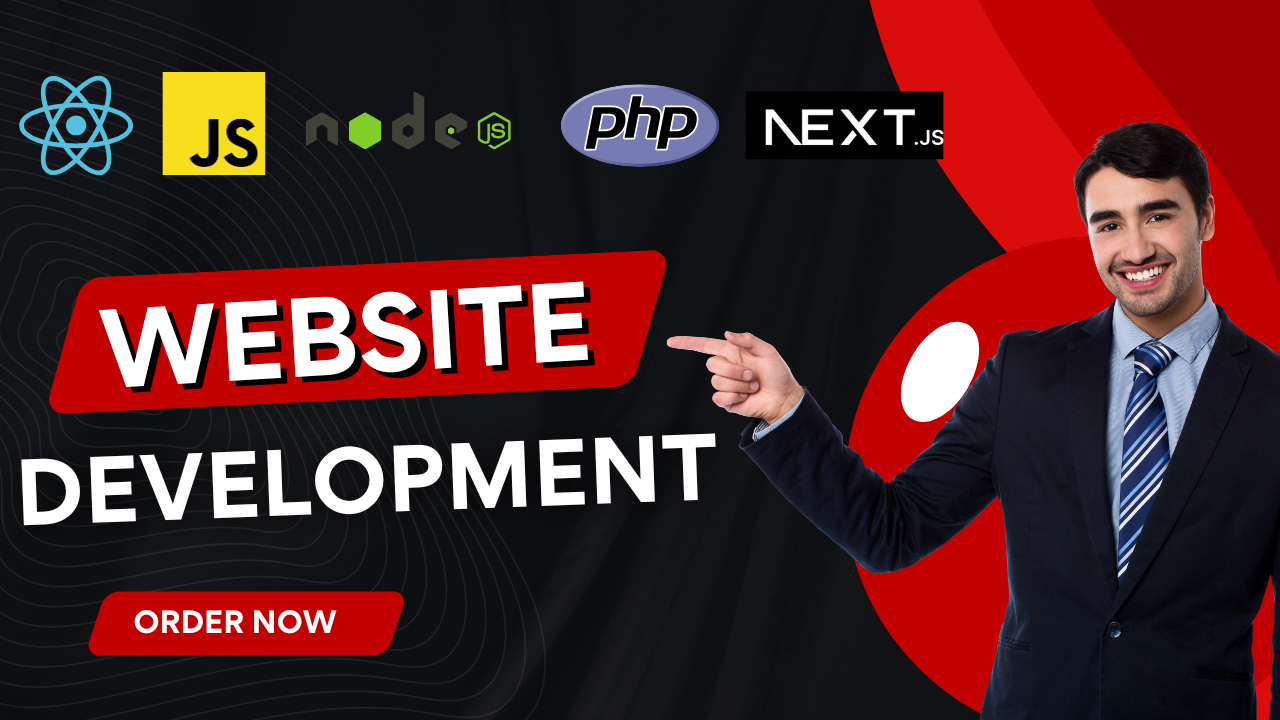 JS
node JS
php
NEXT.JS
WEBSITE
DEVELOPMENT
ORDER NOW